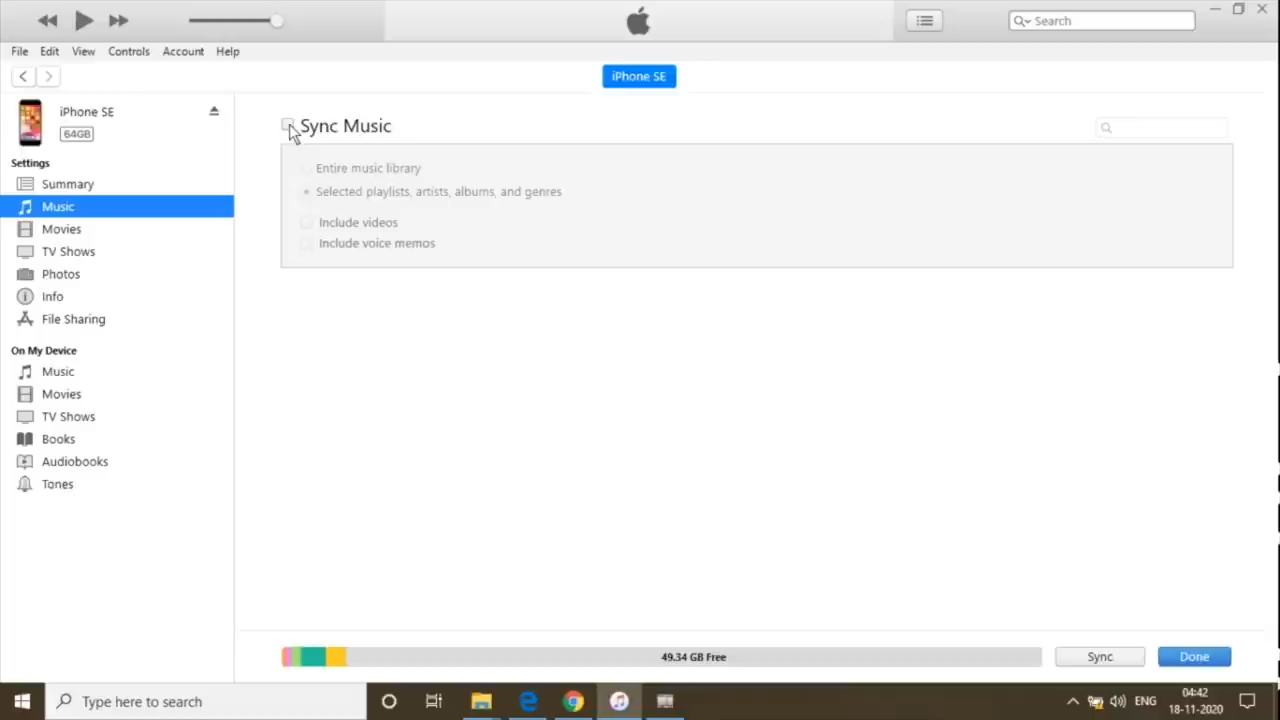 Search
File Edit View Controls Account Help
iPhone SE
iPhone SE
64GB
Settings
Summary
Music
Movies
TV Shows
Photos
Info
File Sharing
On My Device
Music
Movies
TV Shows
Books
Audiobooks
Tones
Sync Music
Entire music library
Selected playlists, artists, albums, and genres
Include videos
Include voice memos
49.34 GB Free
Sync
Done
Type here to search
ENG
04:42
18-11-2020